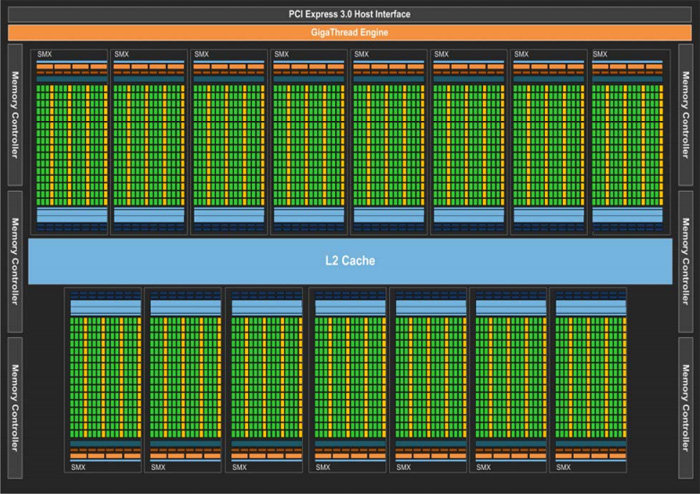 PCI Express 3.0 Host Interface
GigaThread Engine
SMX
SMX
SMX
SMX
SMX
SMX
SMX
SMX
Memory Controller
Memory Controller
L2 Cache
Memory Controller
Memory Controller
Memory Controller
Memory Controller
SMX
SMX
SMX
SMX
SMX
SMX
SMX